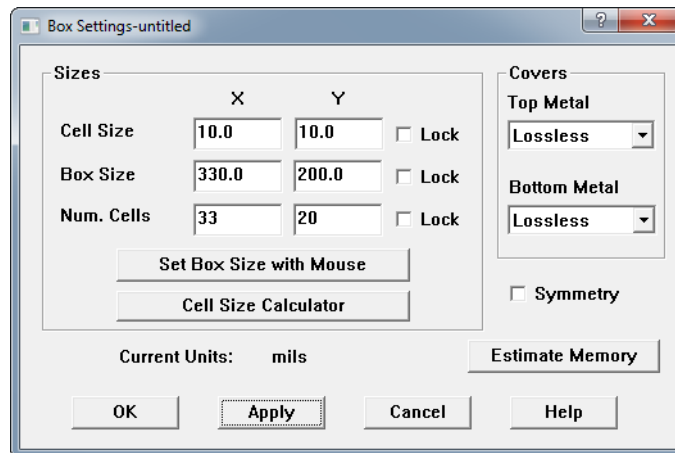 Box Settings-untitled
? X
Sizes
X Y
Cell Size 10.0 10.0 Lock
Box Size 330.0 200.0 Lock
Num. Cells 33 20 Lock
Set Box Size with Mouse
Cell Size Calculator
Covers
Top Metal
Lossless
Bottom Metal
Lossless
Symmetry
Current Units: mils
Estimate Memory
OK Apply Cancel Help